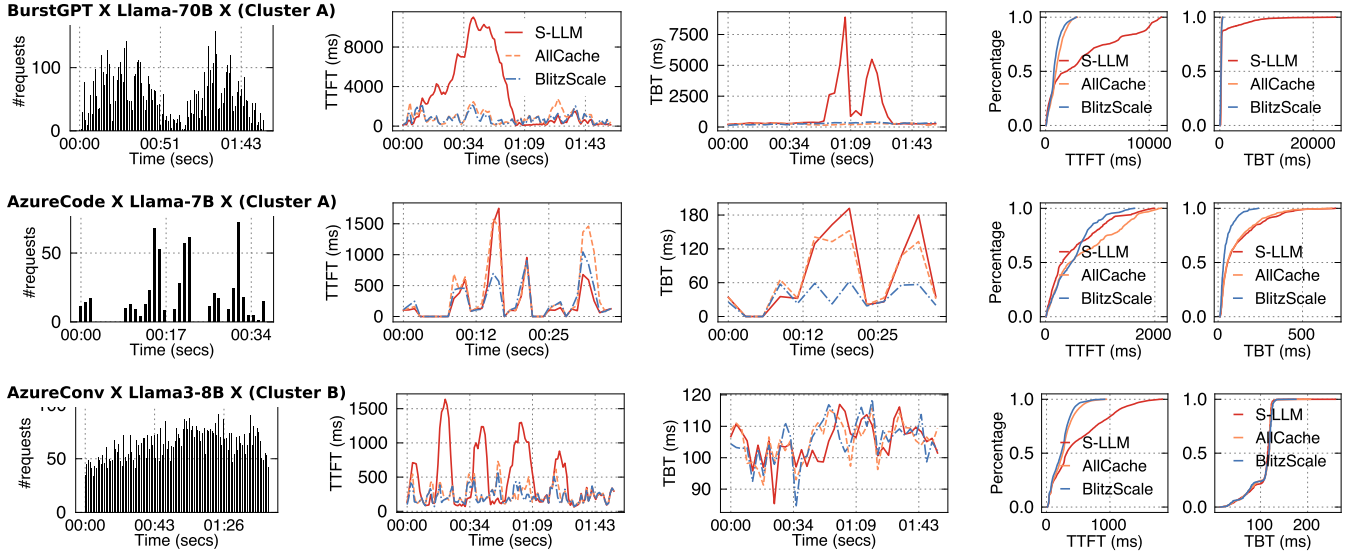 BurstGPT X Llama-70B X (Cluster A)
#requests
100
0
00:00
00:51
01:43
Time (secs)
TTFT (ms)
8000
4000
0
S-LLM
AllCache
BlitzScale
00:00
00:34
01:09
01:43
Time (secs)
TBT (ms)
7500
5000
2500
0
00:00
00:34
01:09
01:43
Time (secs)
Percentage
1.0
0.5
0.0
S-LLM
AllCache
BlitzScale
0
10000
TTFT (ms)
1.0
0.5
0.0
S-LLM
AllCache
BlitzScale
0
20000
TBT (ms)
AzureCode X Llama-7B X (Cluster A)
#requests
50
0
00:00
00:17
00:34
Time (secs)
TTFT (ms)
1500
1000
500
0
00:00
00:12
00:25
Time (secs)
TBT (ms)
180
120
60
0
00:00
00:12
00:25
Time (secs)
Percentage
1.0
0.5
0.0
S-LLM
AllCache
BlitzScale
0
2000
TTFT (ms)
1.0
0.5
0.0
S-LLM
AllCache
BlitzScale
0
500
TBT (ms)
AzureConv X Llama3-8B X (Cluster B)
#requests
100
50
0
00:00
00:43
01:26
Time (secs)
TTFT (ms)
1500
1000
500
0
00:00
00:34
01:09
01:43
Time (secs)
TBT (ms)
120
110
100
90
00:00
00:34
01:09
01:43
Time (secs)
Percentage
1.0
0.5
0.0
S-LLM
AllCache
BlitzScale
0
1000
TTFT (ms)
1.0
0.5
0.0
S-LLM
AllCache
BlitzScale
100
200
TBT (ms)